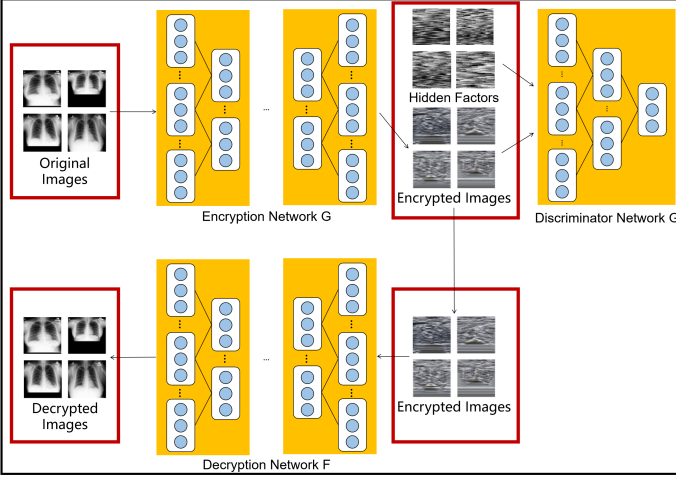 Original
Images
Encryption Network G
Hidden Factors
Encrypted Images
Discriminator Network G
Decrypted
Images
Decryption Network F
Encrypted Images